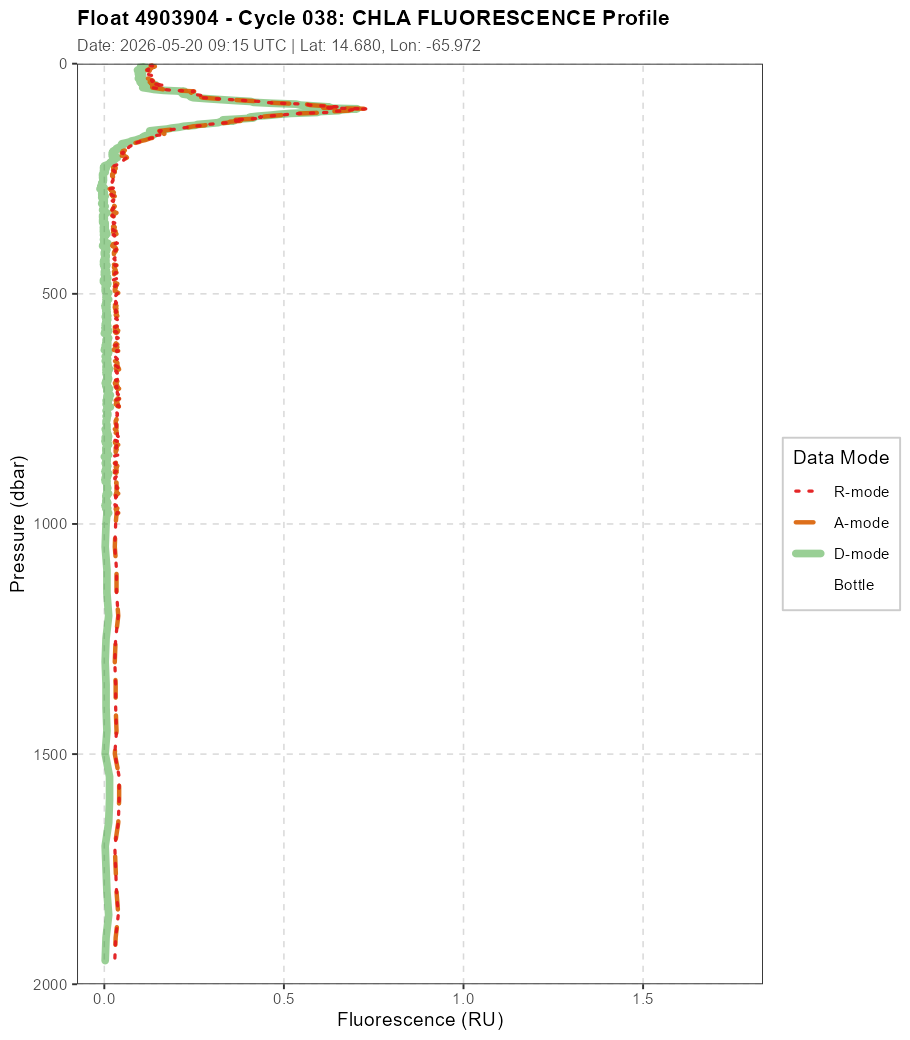 Float 4903904 - Cycle 038: CHLA FLUORESCENCE Profile
Date: 2026-05-20 09:15 UTC | Lat: 14.680, Lon: -65.972
0
500
1000
1500
2000
Pressure (dbar)
0.0
0.5
1.0
1.5
Fluorescence (RU)
Data Mode
R-mode
A-mode
D-mode
Bottle